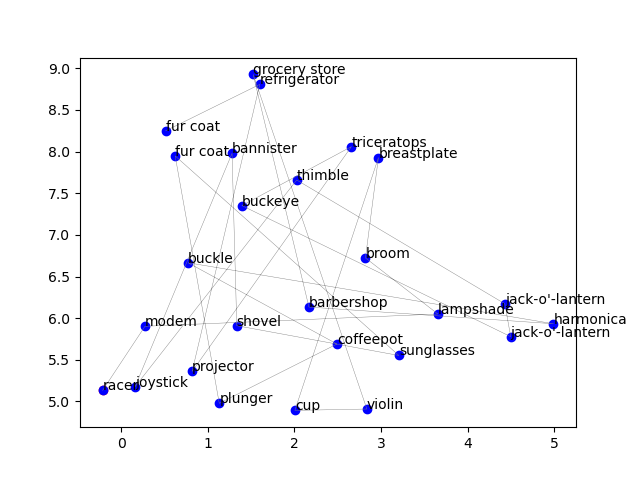 9.0
grocery store
refrigerator
8.5
fur coat
8.0
triceratops
bannister
fur coat
breastplate
7.5
thimble
buckeye
7.0
broom
6.5
buckle
jack-o'-lantern
barbershop
lampshade
6.0
modem
shovel
harmonica
jack-o'-lantern
5.5
coffeepot
sunglasses
projector
racer
joystick
5.0
plunger
cup
violin
0 1 2 3 4 5